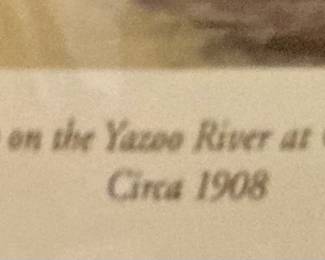 on the Yazoo River at
Circa 1908